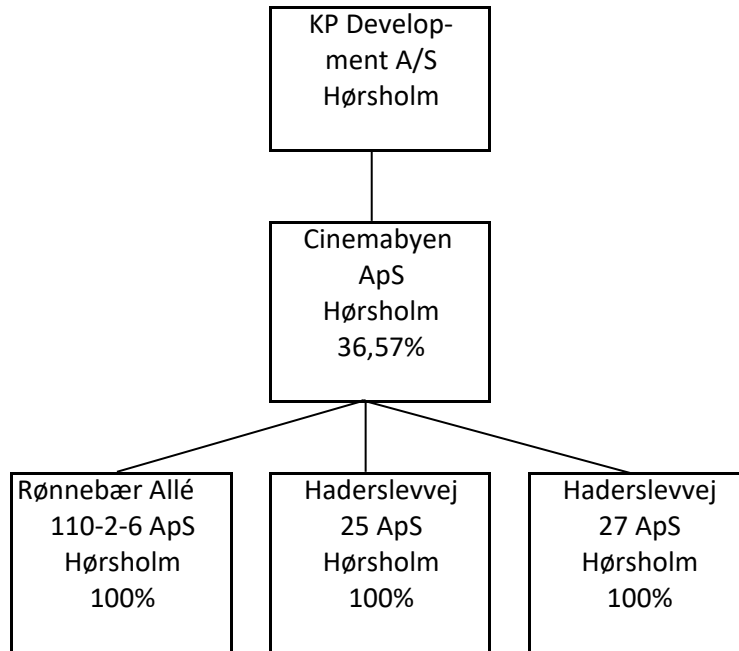 KP Develop-
ment A/S
Hørsholm
Cinemabyen
ApS
Hørsholm
36,57%
Rønnebær Allé
110-2-6 ApS
Hørsholm
100%
Haderslevvej
25 ApS
Hørsholm
100%
Haderslevvej
27 ApS
Hørsholm
100%